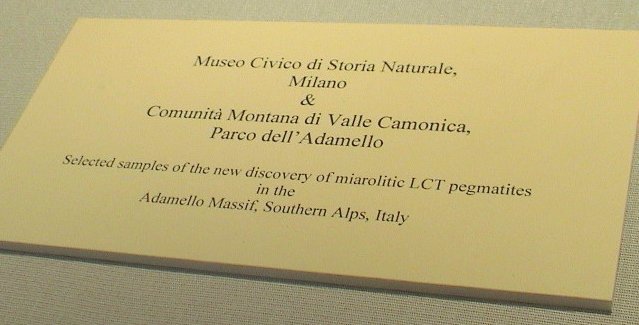 Museo Civico di Storia Naturale,
Milano
&
Comunità Montana di Valle Camonica,
Parco dell'Adamello
Selected samples of the new discovery of miarolitic LCT pegmatites
in the
Adamello Massif, Southern Alps, Italy